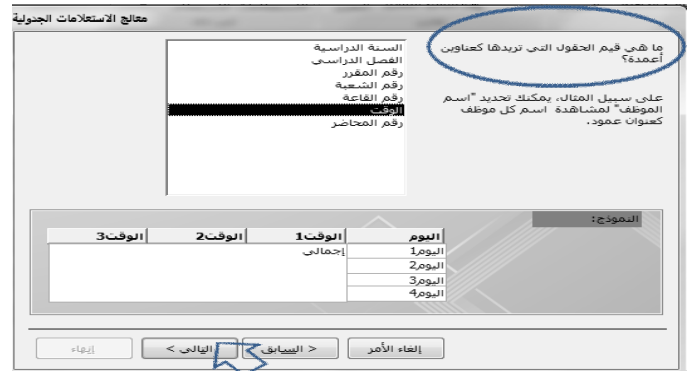 معالج الاستعلامات الجدولية
ما هي قيم الحقول التي تريدها كعناوين
أعمدة؟
على سبيل المثال، يمكنك تحديد "اسم
الموظف" لمشاهدة اسم كل موظف
كعنوان عمود.
السنة الدراسية
الفصل الدراسي
رقم المقرر
رقم الشعبة
رقم القاعة
الوقت
رقم المحاضر
النموذج:
اليوم الوقت1 الوقت2 الوقت3
اليوم1 إجمالي
اليوم2
اليوم3
اليوم4
إلغاء الأمر < السابق التالي > إنهاء